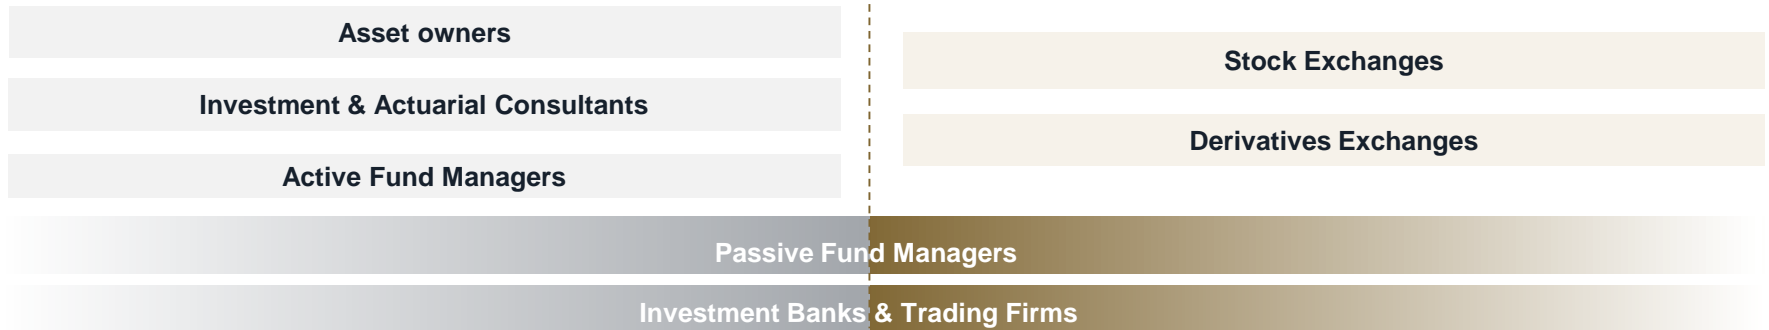 Asset owners
Investment & Actuarial Consultants
Active Fund Managers
Stock Exchanges
Derivatives Exchanges
Passive Fund Managers
Investment Banks & Trading Firms